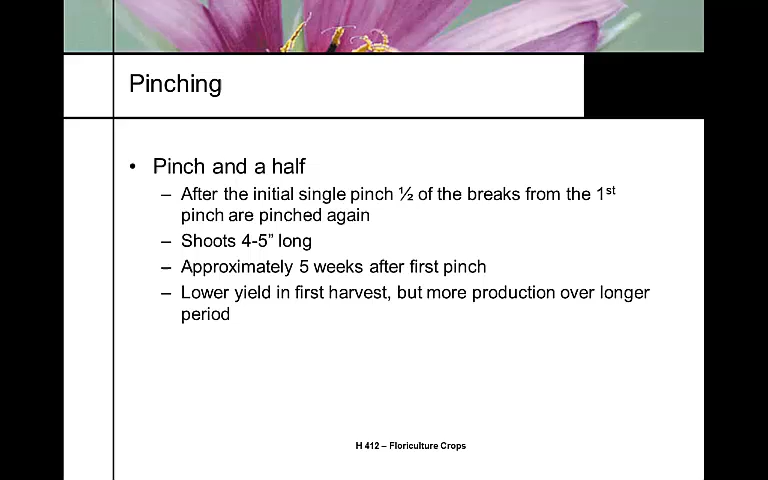 Pinching
• Pinch and a half
– After the initial single pinch ½ of the breaks from the 1st
pinch are pinched again
– Shoots 4-5” long
– Approximately 5 weeks after first pinch
– Lower yield in first harvest, but more production over longer
period
H 412 – Floriculture Crops